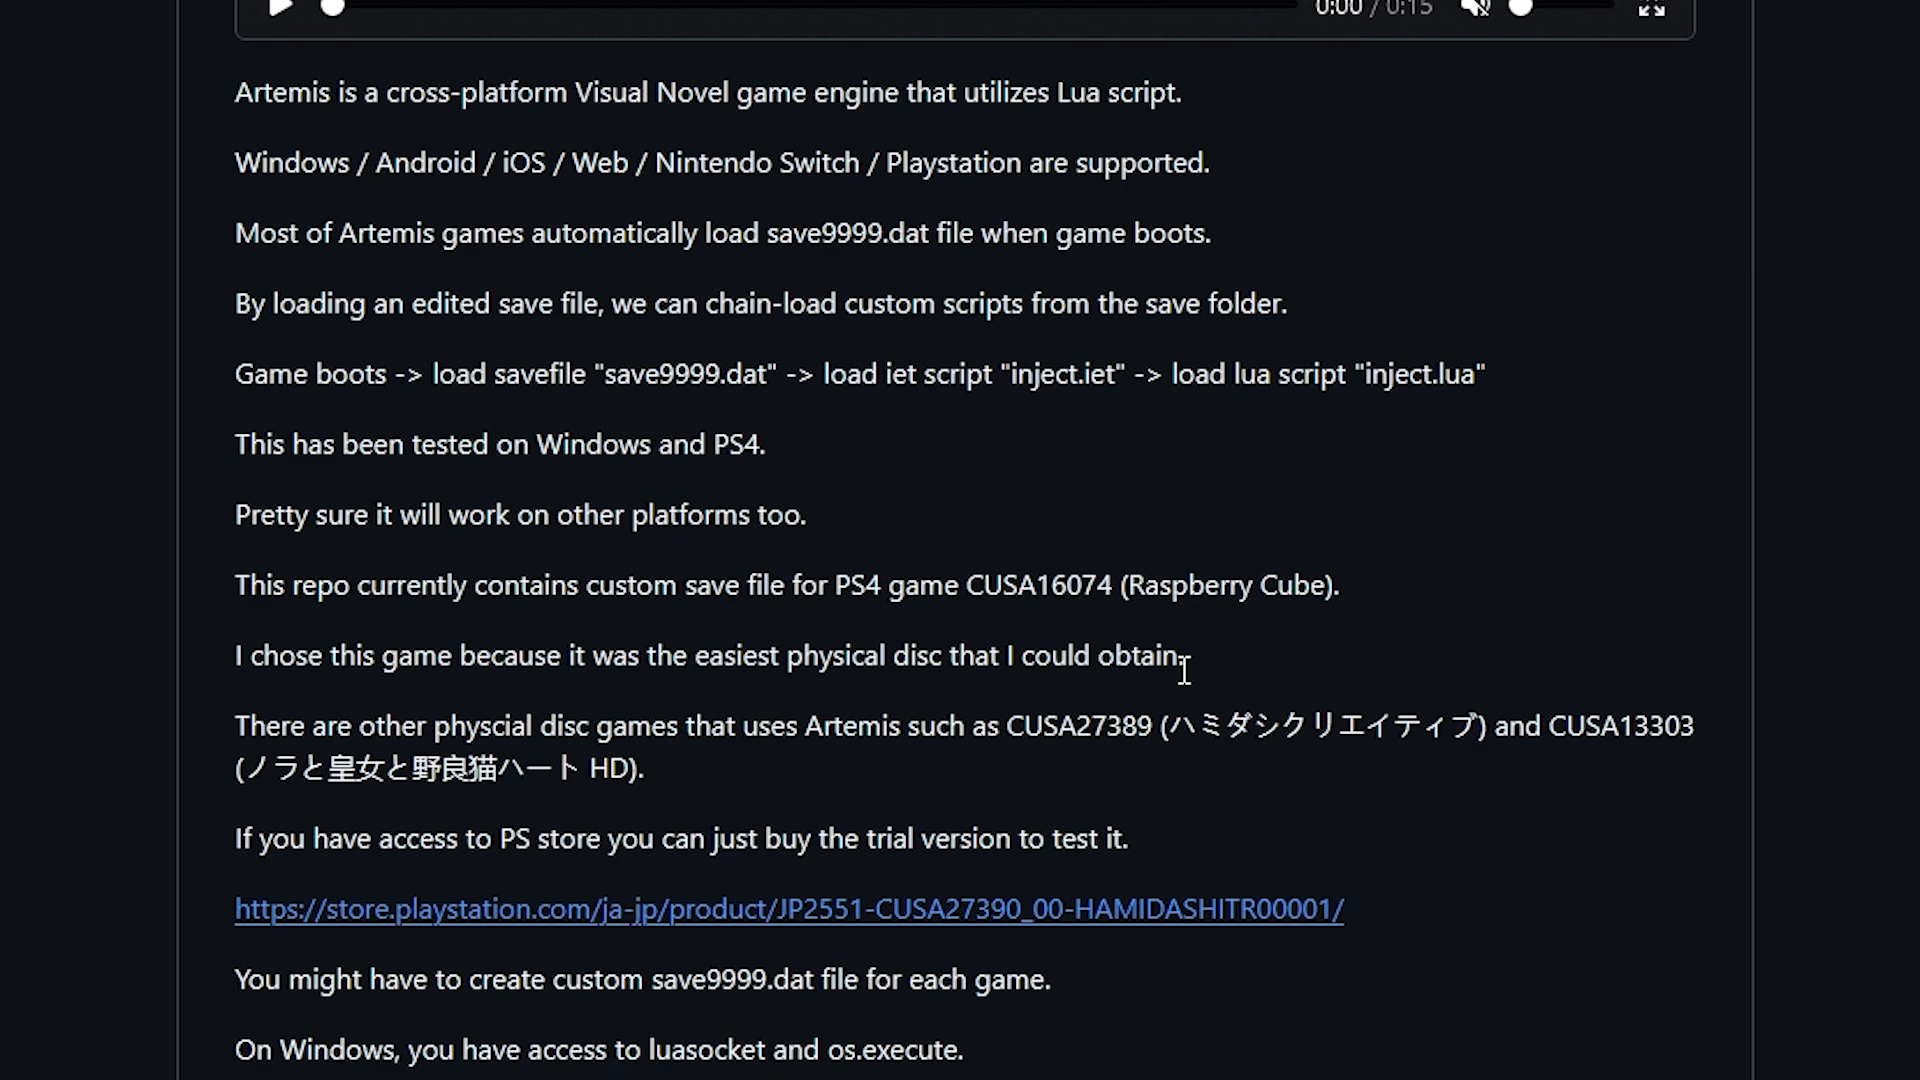 0:00 / 0:15
Artemis is a cross-platform Visual Novel game engine that utilizes Lua script.
Windows / Android / iOS / Web / Nintendo Switch / Playstation are supported.
Most of Artemis games automatically load save9999.dat file when game boots.
By loading an edited save file, we can chain-load custom scripts from the save folder.
Game boots -> load savefile "save9999.dat" -> load iet script "inject.iet" -> load lua script "inject.lua"
This has been tested on Windows and PS4.
Pretty sure it will work on other platforms too.
This repo currently contains custom save file for PS4 game CUSA16074 (Raspberry Cube).
I chose this game because it was the easiest physical disc that I could obtain.
There are other physcial disc games that uses Artemis such as CUSA27389 (ハミダシクリエイティブ) and CUSA13303
(ノラと皇女と野良猫ハート HD).
If you have access to PS store you can just buy the trial version to test it.
https://store.playstation.com/ja-jp/product/JP2551-CUSA27390_00-HAMIDASHITR00001/
You might have to create custom save9999.dat file for each game.
On Windows, you have access to luasocket and os.execute.